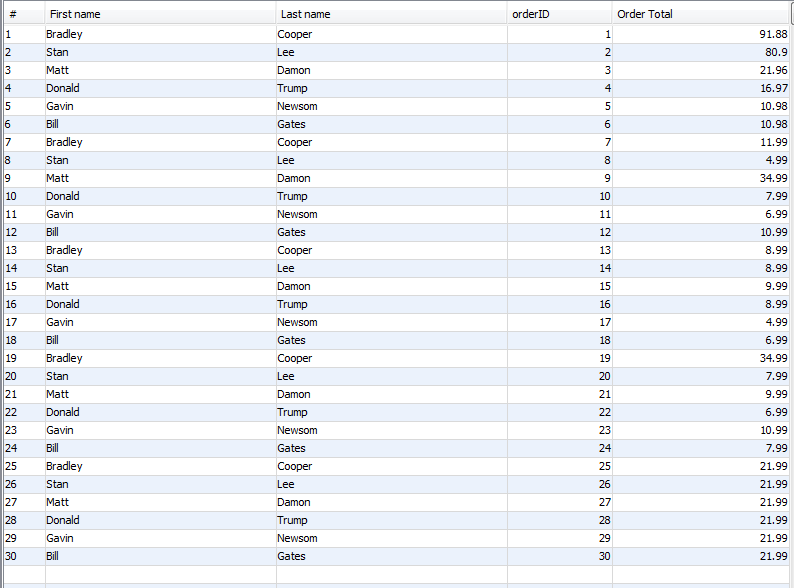 # First name Last name orderID Order Total
1 Bradley Cooper 1 91.88
2 Stan Lee 2 80.9
3 Matt Damon 3 21.96
4 Donald Trump 4 16.97
5 Gavin Newsom 5 10.98
6 Bill Gates 6 10.98
7 Bradley Cooper 7 11.99
8 Stan Lee 8 4.99
9 Matt Damon 9 34.99
10 Donald Trump 10 7.99
11 Gavin Newsom 11 6.99
12 Bill Gates 12 10.99
13 Bradley Cooper 13 8.99
14 Stan Lee 14 8.99
15 Matt Damon 15 9.99
16 Donald Trump 16 8.99
17 Gavin Newsom 17 4.99
18 Bill Gates 18 6.99
19 Bradley Cooper 19 34.99
20 Stan Lee 20 7.99
21 Matt Damon 21 9.99
22 Donald Trump 22 6.99
23 Gavin Newsom 23 10.99
24 Bill Gates 24 7.99
25 Bradley Cooper 25 21.99
26 Stan Lee 26 21.99
27 Matt Damon 27 21.99
28 Donald Trump 28 21.99
29 Gavin Newsom 29 21.99
30 Bill Gates 30 21.99